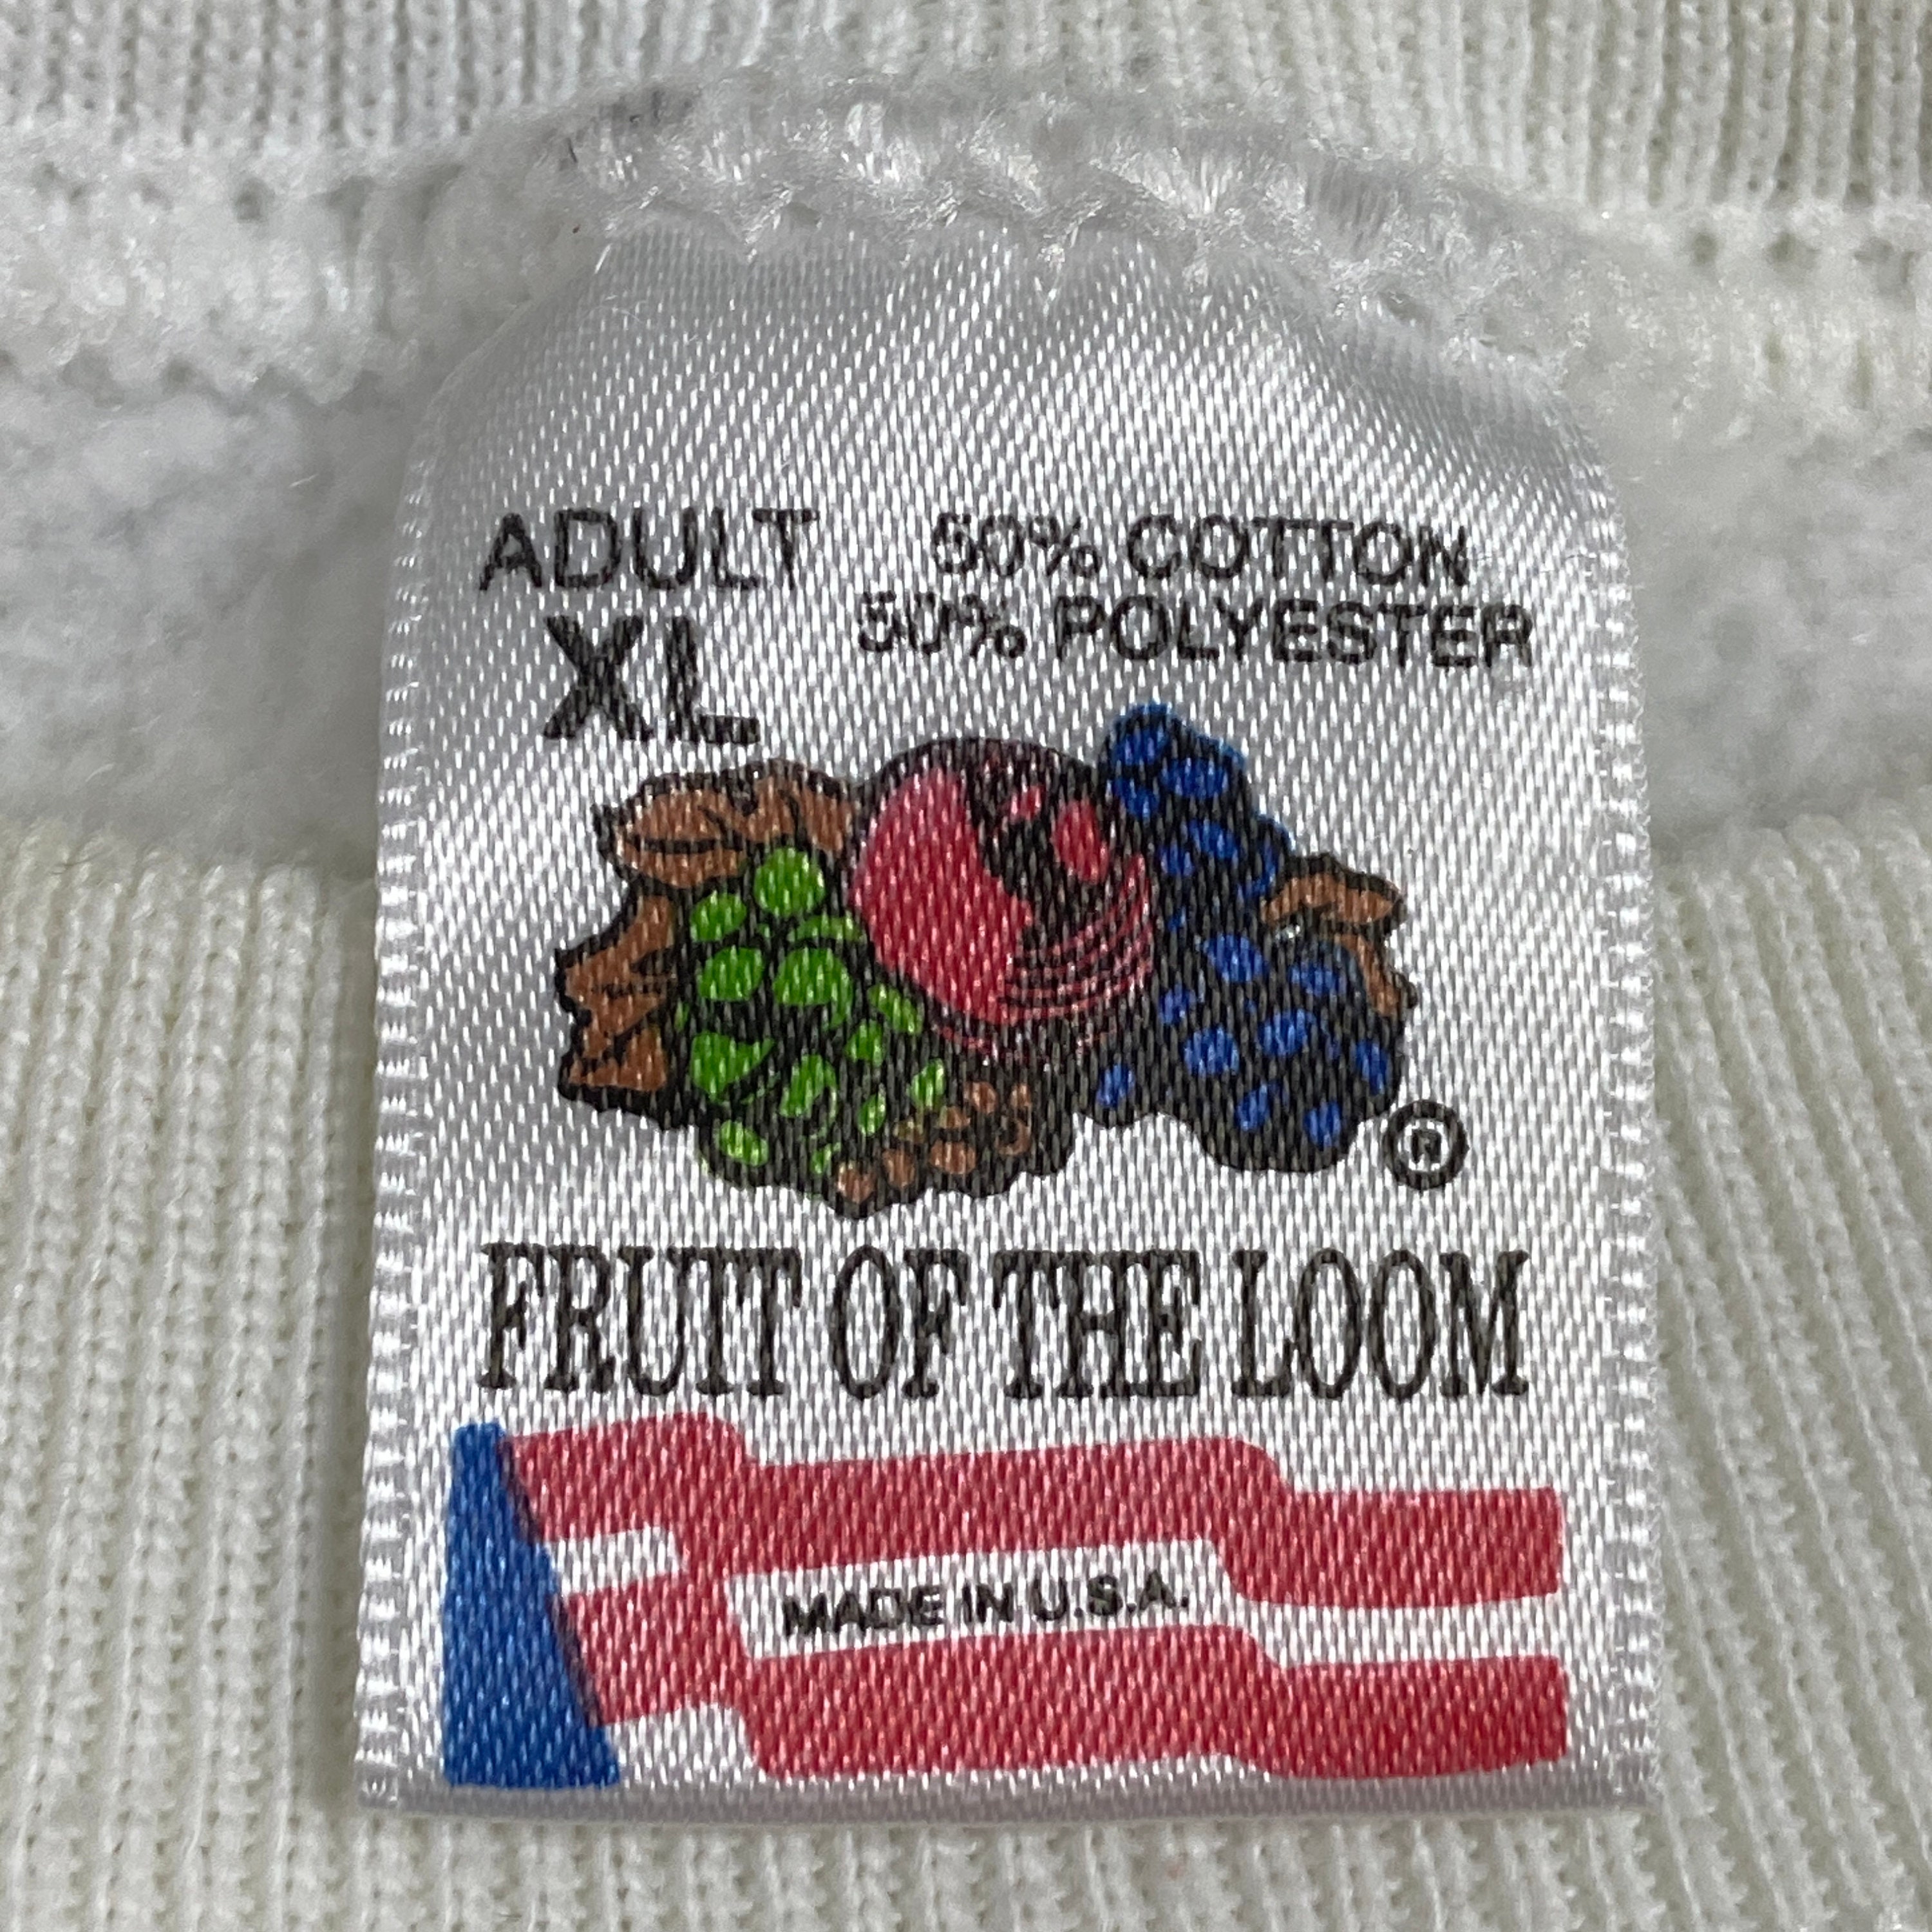 ADULT
XL
50% COTTON
50% POLYESTER
®
FRUIT OF THE LOOM
MADE IN U.S.A.